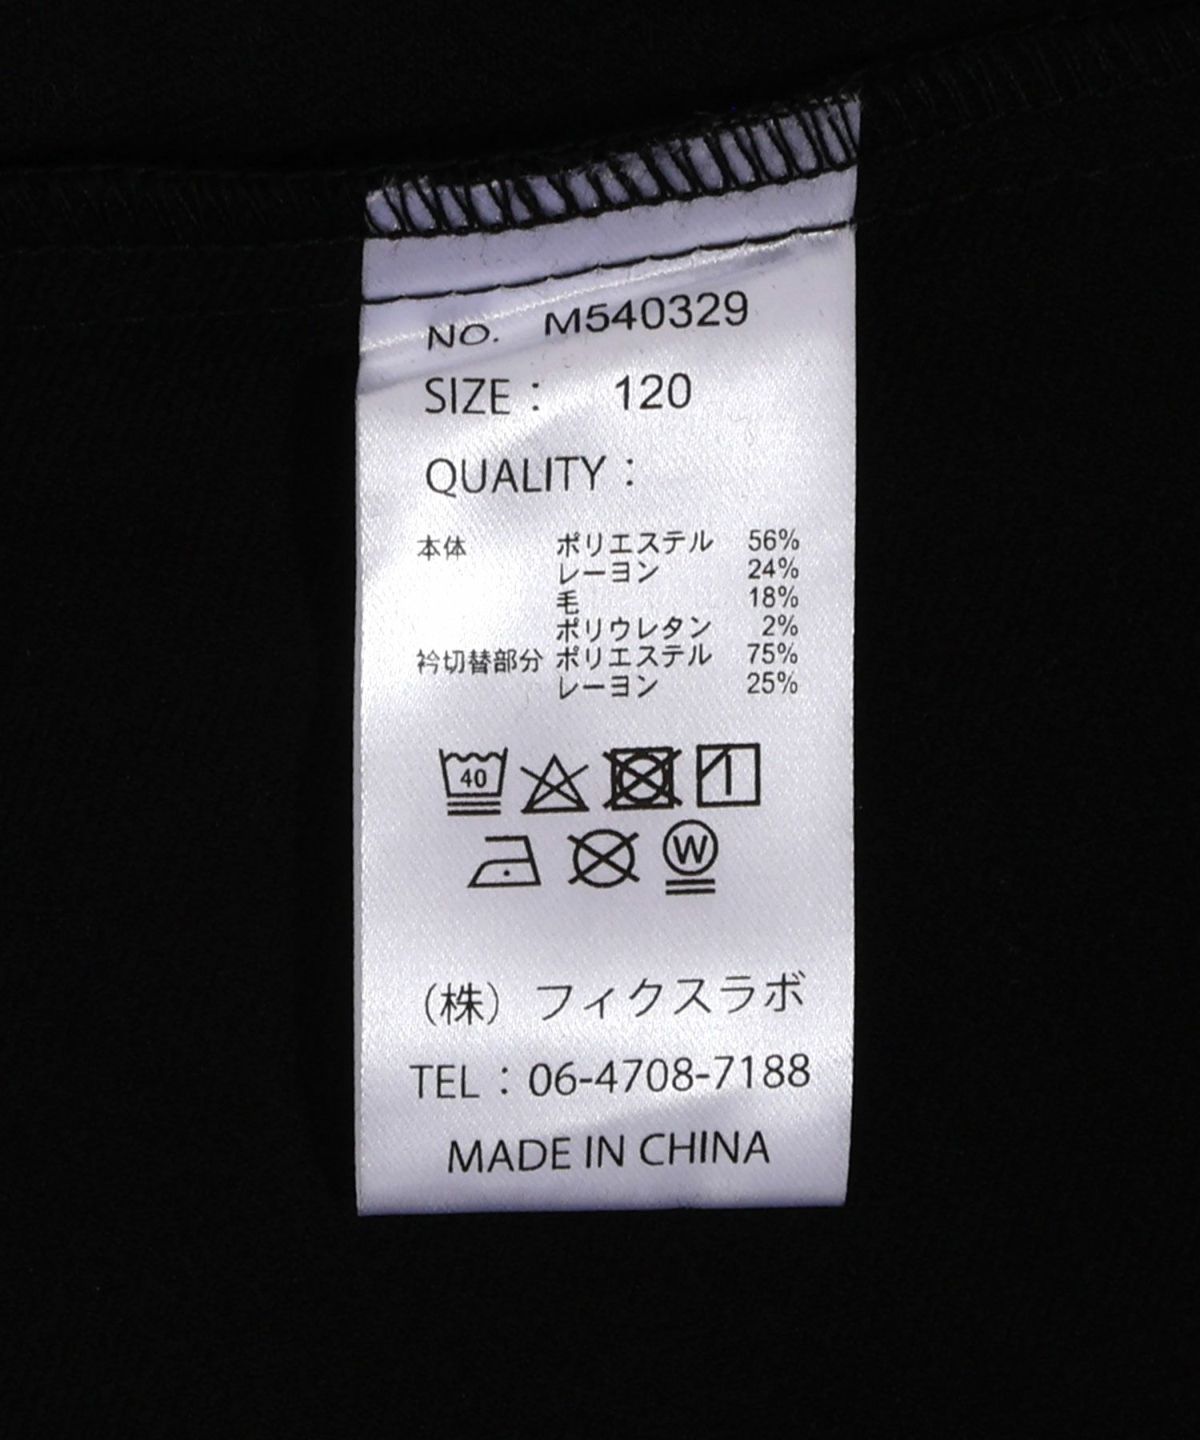 NO. M540329
SIZE： 120
QUALITY：
本体 ポリエステル 56%
レーヨン 24%
毛 18%
ポリウレタン 2%
衿切替部分 ポリエステル 75%
レーヨン 25%
40
W
（株） フィクスラボ
TEL：06-4708-7188
MADE IN CHINA